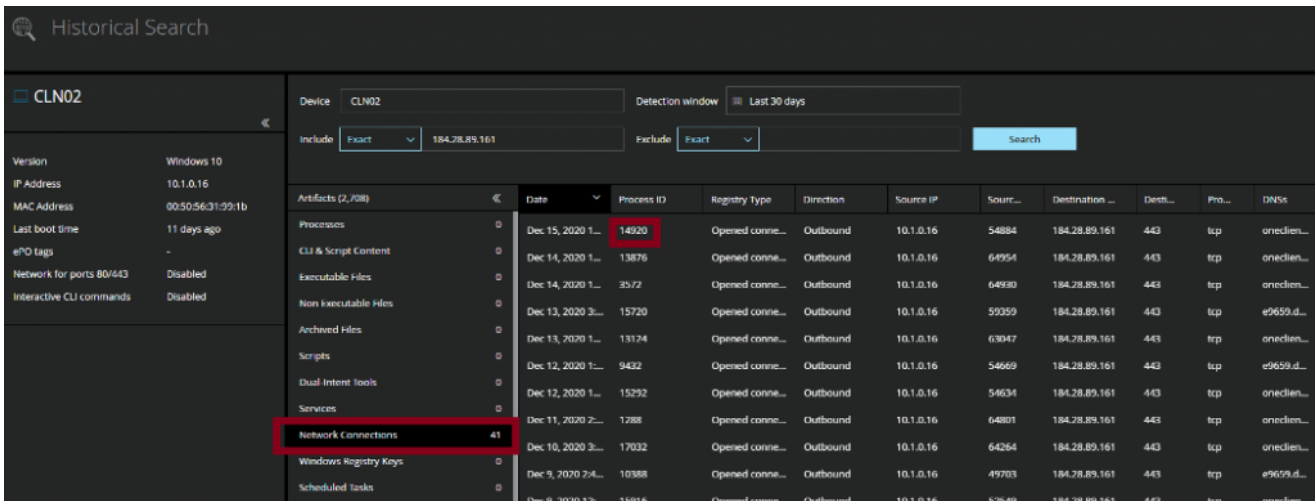 Historical Search
CLN02
Version Windows 10
IP Address 10.1.0.16
MAC Address 00:50:56:31:99:1b
Last boot time 11 days ago
ePO tags -
Network for ports 80/443 Disabled
Interactive CLI commands Disabled
Device CLN02 Detection window Last 30 days
Include Exact 184.28.89.161 Exclude Exact Search
Artifacts (2,708)
Processes 0
CLI & Script Content 0
Executable Files 0
Non Executable Files 0
Archived Files 0
Scripts 0
Dual-Intent Tools 0
Services 0
Network Connections 41
Windows Registry Keys 0
Scheduled Tasks 0
Date Process ID Registry Type Direction Source IP Sourc... Destination ... Desti... Pro... DNSs
Dec 15, 2020 1... 14920 Opened conne... Outbound 10.1.0.16 54884 184.28.89.161 443 tcp oneclien...
Dec 14, 2020 1... 13876 Opened conne... Outbound 10.1.0.16 64954 184.28.89.161 443 tcp oneclien...
Dec 14, 2020 1... 3572 Opened conne... Outbound 10.1.0.16 64930 184.28.89.161 443 tcp oneclien...
Dec 13, 2020 3:... 15720 Opened conne... Outbound 10.1.0.16 59359 184.28.89.161 443 tcp e9659.d...
Dec 13, 2020 1... 13124 Opened conne... Outbound 10.1.0.16 63047 184.28.89.161 443 tcp oneclien...
Dec 12, 2020 1:... 9432 Opened conne... Outbound 10.1.0.16 54669 184.28.89.161 443 tcp e9659.d...
Dec 12, 2020 1... 15292 Opened conne... Outbound 10.1.0.16 54634 184.28.89.161 443 tcp oneclien...
Dec 11, 2020 2:... 1288 Opened conne... Outbound 10.1.0.16 64801 184.28.89.161 443 tcp oneclien...
Dec 10, 2020 3:... 17032 Opened conne... Outbound 10.1.0.16 64264 184.28.89.161 443 tcp oneclien...
Dec 9, 2020 2:4... 10388 Opened conne... Outbound 10.1.0.16 49703 184.28.89.161 443 tcp e9659.d...